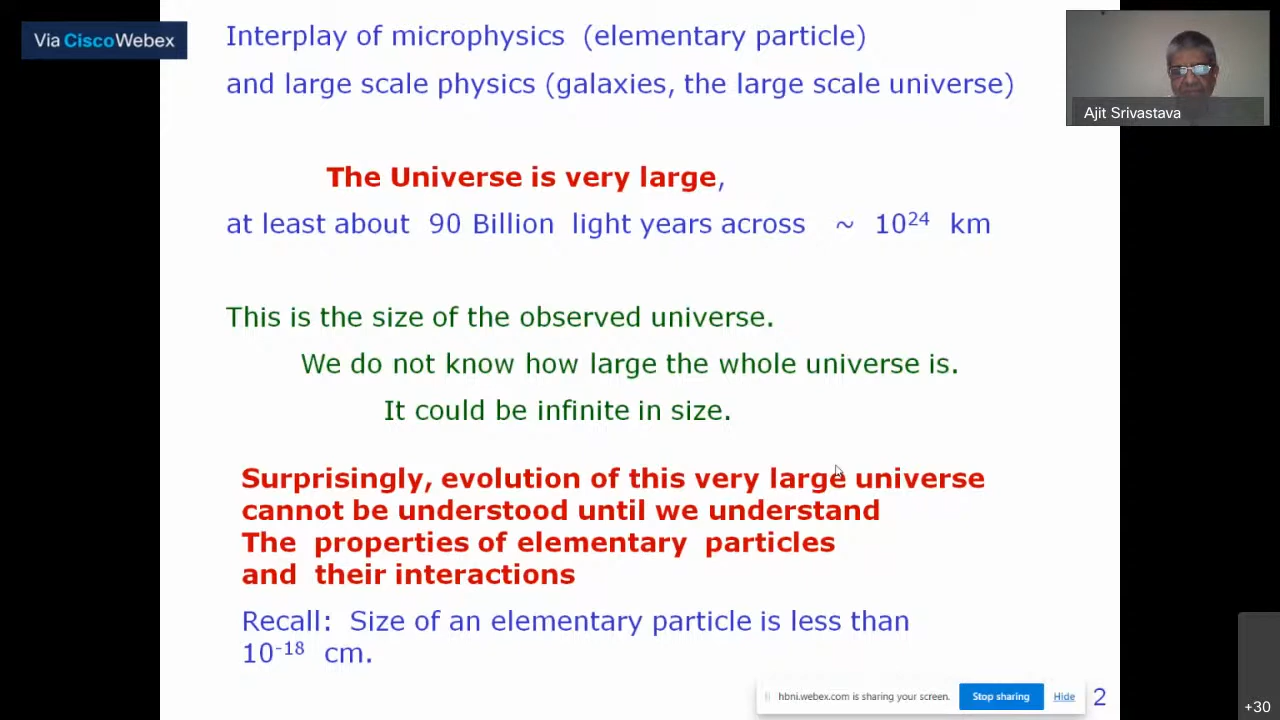 Via Cisco Webex
Interplay of microphysics (elementary particle)
and large scale physics (galaxies, the large scale universe)
Ajit Srivastava
The Universe is very large,
at least about 90 Billion light years across ~ 10²⁴ km
This is the size of the observed universe.
We do not know how large the whole universe is.
It could be infinite in size.
Surprisingly, evolution of this very large universe
cannot be understood until we understand
The properties of elementary particles
and their interactions
Recall: Size of an elementary particle is less than
10⁻¹⁸ cm.
hbni.webex.com is sharing your screen. Stop sharing Hide
2
+30